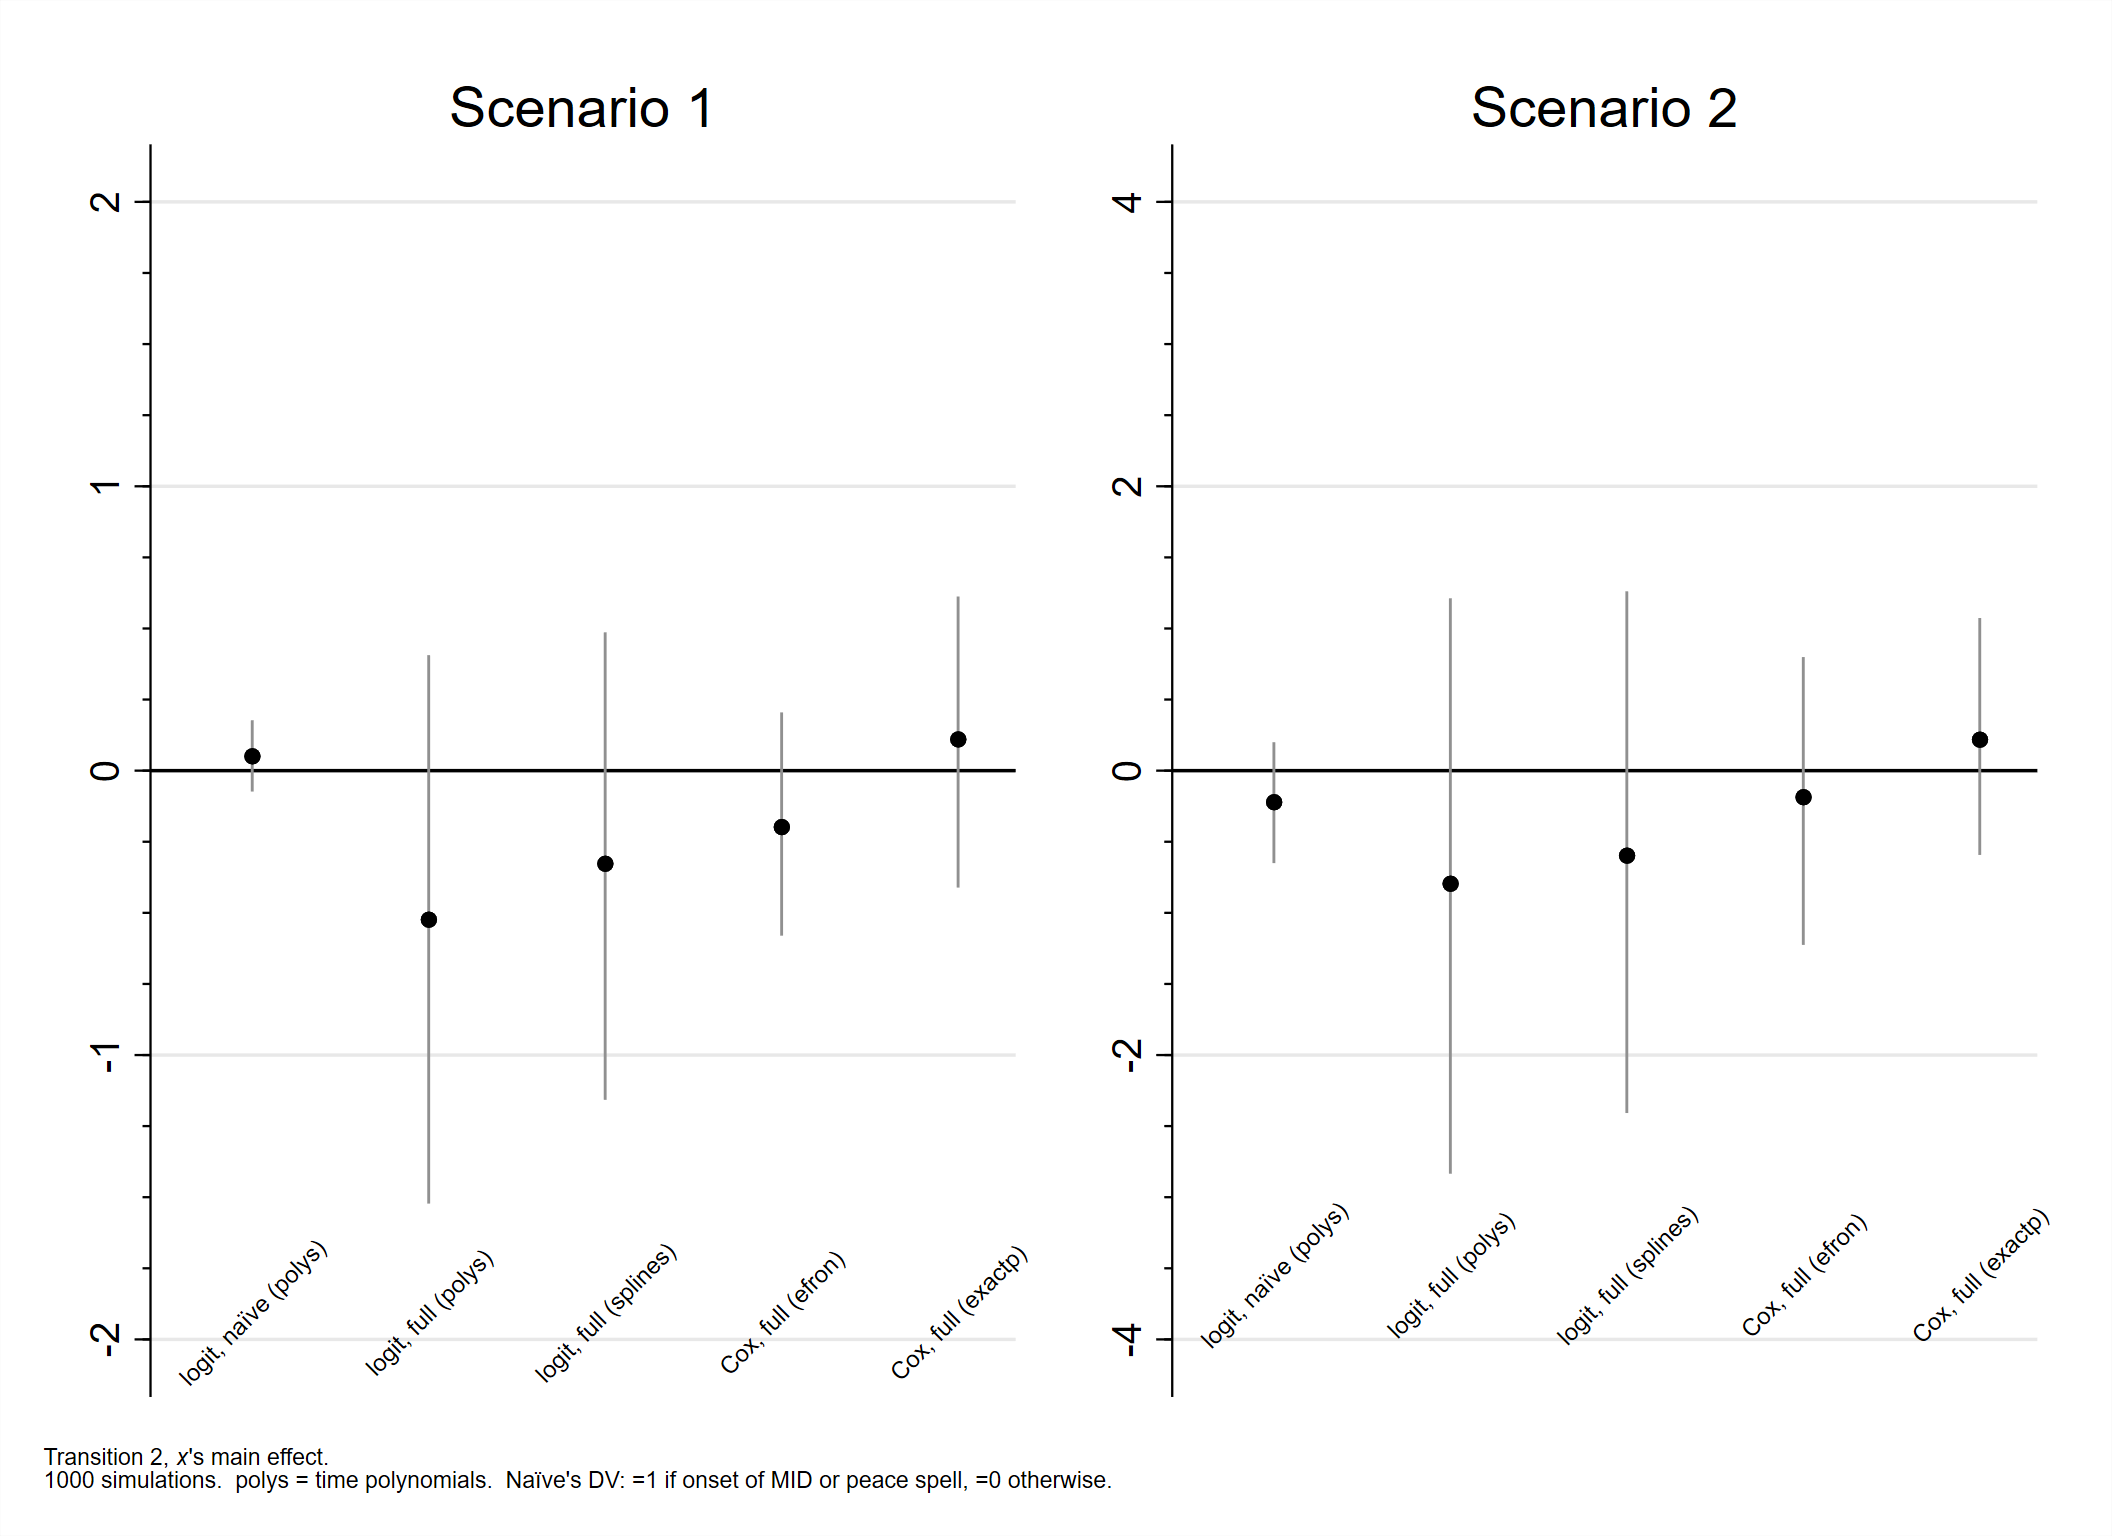 Scenario 1
2
1
0
-1
-2
logit, naïve (polys)
logit, full (polys)
logit, full (splines)
Cox, full (efron)
Cox, full (exactp)
Scenario 2
4
2
0
-2
-4
logit, naïve (polys)
logit, full (polys)
logit, full (splines)
Cox, full (efron)
Cox, full (exactp)
Transition 2, x's main effect.
1000 simulations.  polys = time polynomials.  Naïve's DV: =1 if onset of MID or peace spell, =0 otherwise.